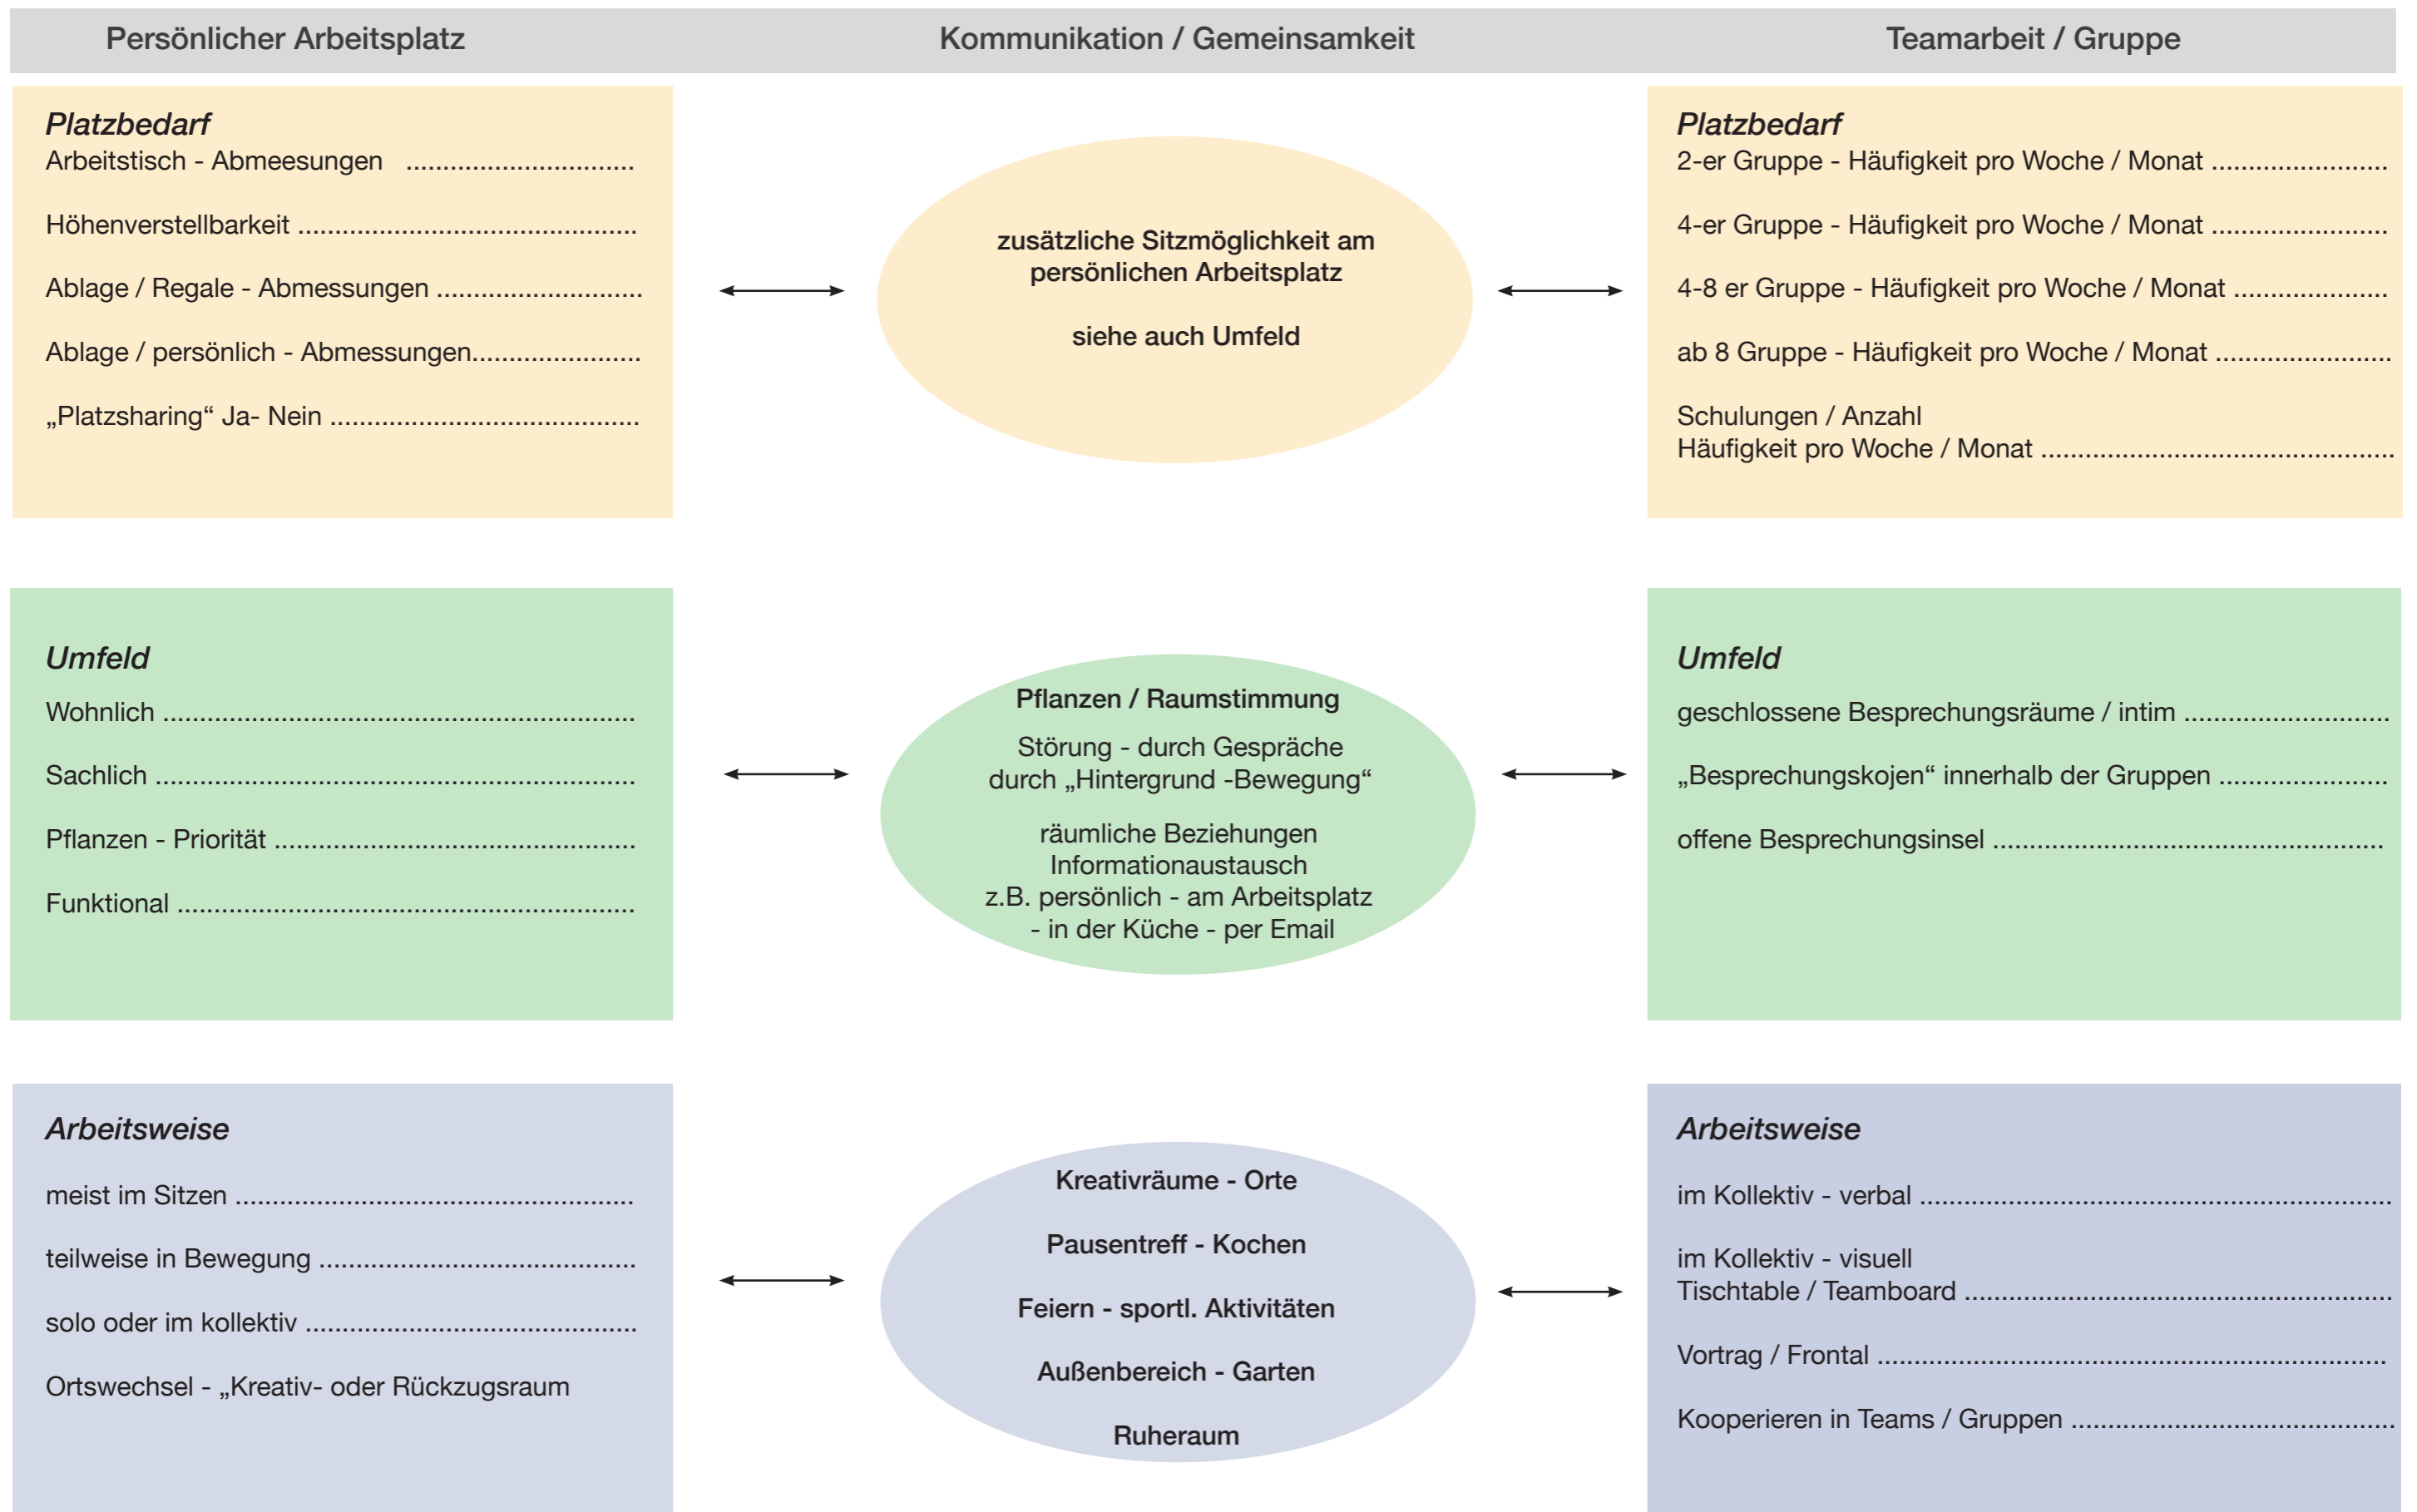 Persönlicher Arbeitsplatz
Kommunikation / Gemeinsamkeit
Teamarbeit / Gruppe
Platzbedarf
Arbeitstisch - Abmeesungen ...............................
Höhenverstellbarkeit ..............................................
Ablage / Regale - Abmessungen ............................
Ablage / persönlich - Abmessungen.......................
„Platzsharing“ Ja- Nein ..........................................
zusätzliche Sitzmöglichkeit am
persönlichen Arbeitsplatz
siehe auch Umfeld
Platzbedarf
2-er Gruppe - Häufigkeit pro Woche / Monat ........................
4-er Gruppe - Häufigkeit pro Woche / Monat ........................
4-8 er Gruppe - Häufigkeit pro Woche / Monat .....................
ab 8 Gruppe - Häufigkeit pro Woche / Monat ........................
Schulungen / Anzahl
Häufigkeit pro Woche / Monat ................................................
Umfeld
Wohnlich ................................................................
Sachlich .................................................................
Pflanzen - Priorität .................................................
Funktional ..............................................................
Pflanzen / Raumstimmung
Störung - durch Gespräche
durch „Hintergrund -Bewegung“
räumliche Beziehungen
Informationaustausch
z.B. persönlich - am Arbeitsplatz
- in der Küche - per Email
Umfeld
geschlossene Besprechungsräume / intim ............................
„Besprechungskojen“ innerhalb der Gruppen .......................
offene Besprechungsinsel .....................................................
Arbeitsweise
meist im Sitzen ......................................................
teilweise in Bewegung ...........................................
solo oder im kollektiv .............................................
Ortswechsel - „Kreativ- oder Rückzugsraum
Kreativräume - Orte
Pausentreff - Kochen
Feiern - sportl. Aktivitäten
Außenbereich - Garten
Ruheraum
Arbeitsweise
im Kollektiv - verbal ................................................................
im Kollektiv - visuell
Tischtable / Teamboard ..........................................................
Vortrag / Frontal .....................................................................
Kooperieren in Teams / Gruppen ............................................